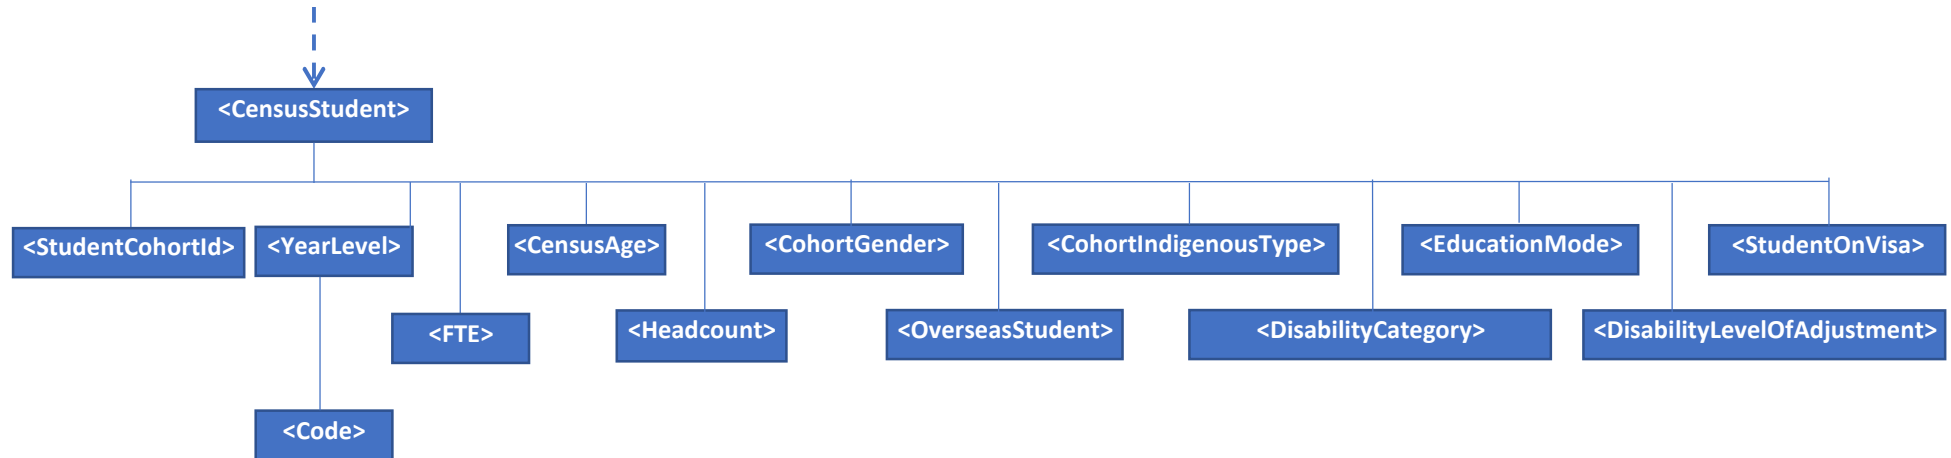 <CensusStudent>
<StudentCohortId>
<YearLevel>
<CensusAge>
<CohortGender>
<CohortIndigenousType>
<EducationMode>
<StudentOnVisa>
<FTE>
<Headcount>
<OverseasStudent>
<DisabilityCategory>
<DisabilityLevelOfAdjustment>
<Code>